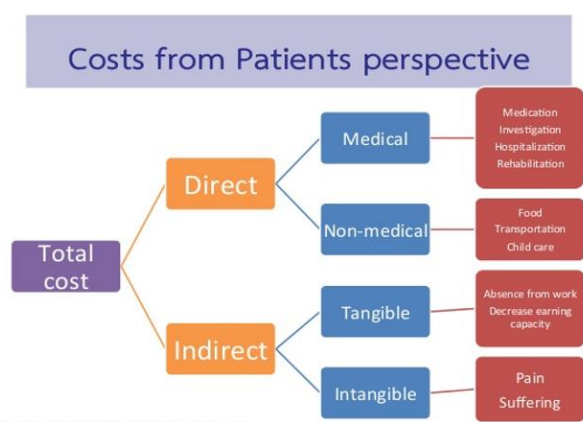 Costs from Patients perspective
Total
cost
Direct
Indirect
Medical
Non-medical
Tangible
Intangible
Medication
Investigation
Hospitalization
Rehabilitation
Food
Transportation
Child care
Absence from work
Decrease earning
capacity
Pain
Suffering